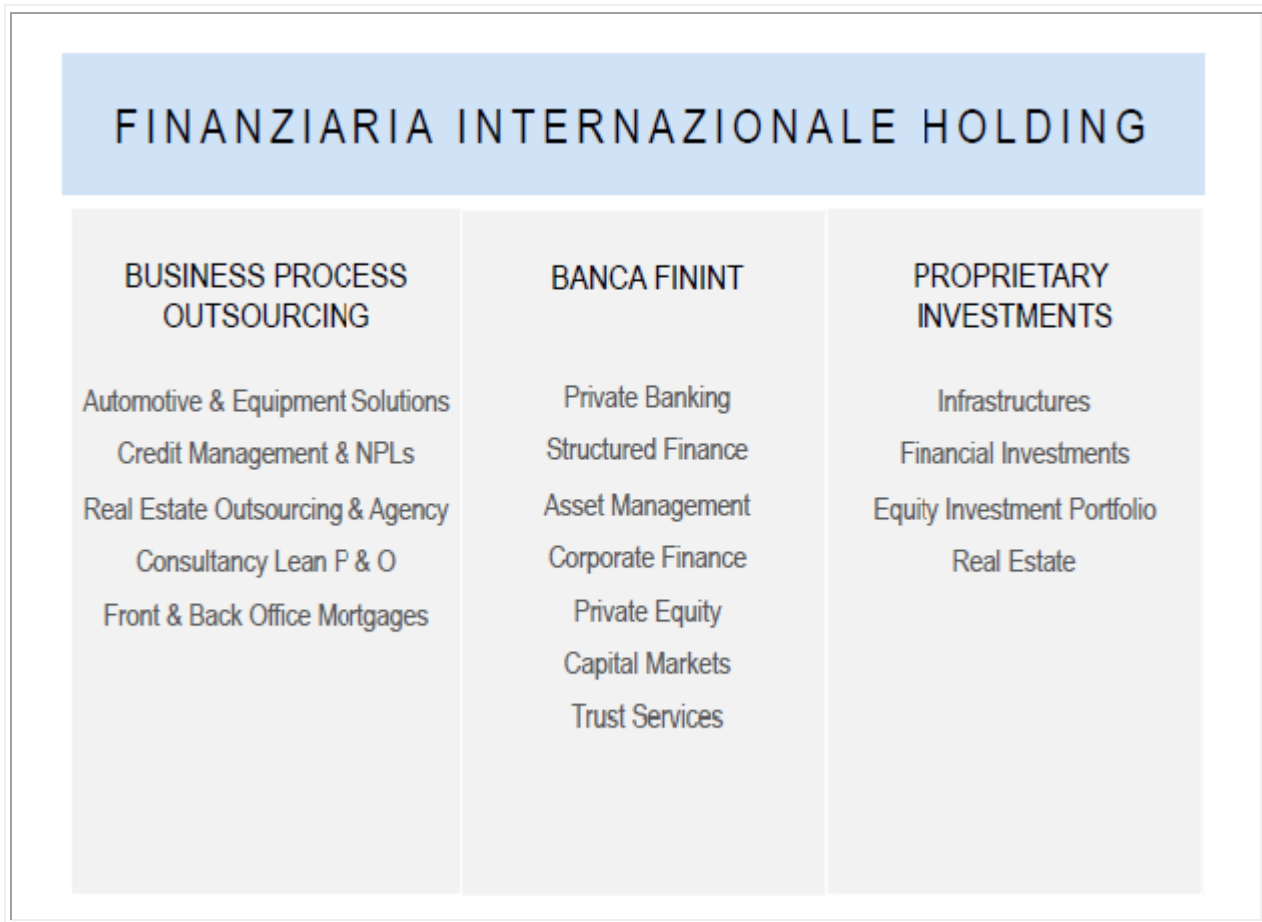 FINANZIARIA INTERNAZIONALE HOLDING
BUSINESS PROCESS
OUTSOURCING
Automotive & Equipment Solutions
Credit Management & NPLs
Real Estate Outsourcing & Agency
Consultancy Lean P & O
Front & Back Office Mortgages
BANCA FININT
Private Banking
Structured Finance
Asset Management
Corporate Finance
Private Equity
Capital Markets
Trust Services
PROPRIETARY
INVESTMENTS
Infrastructures
Financial Investments
Equity Investment Portfolio
Real Estate